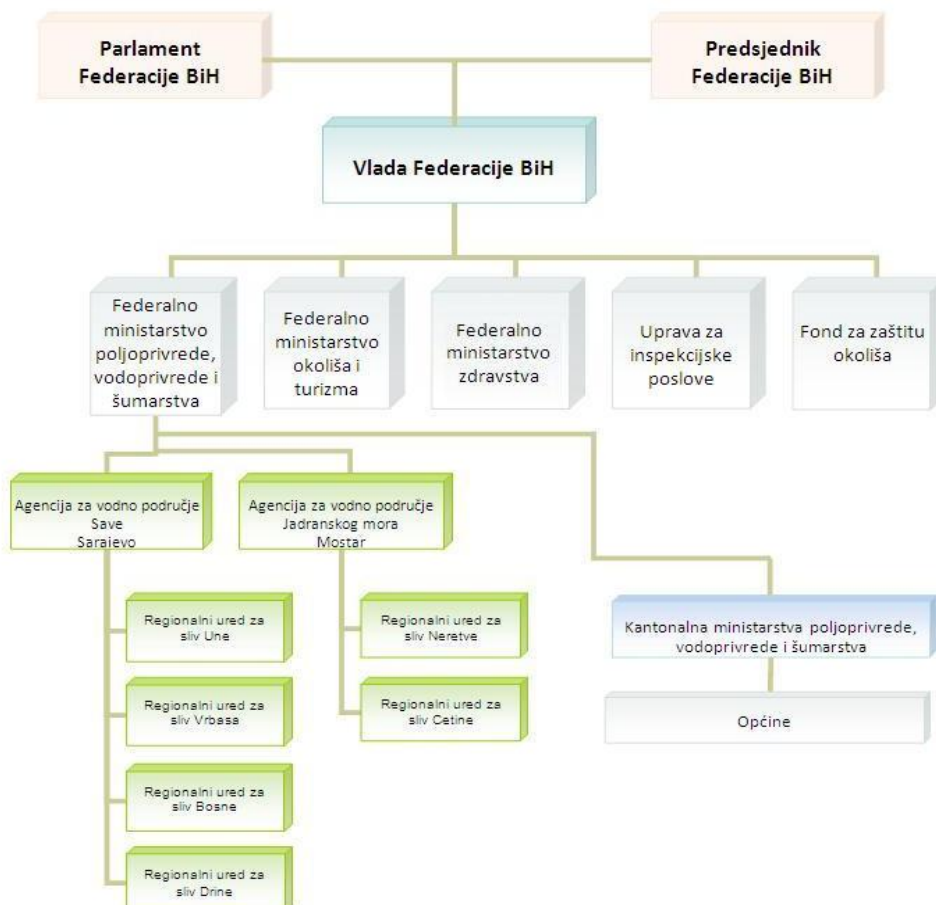 Parlament
Federacije BiH
Predsjednik
Federacije BiH
Vlada Federacije BiH
Federalno
ministarstvo
poljoprivrede,
vodoprivrede i
šumarstva
Federalno
ministarstvo
okoliša i
turizma
Federalno
ministarstvo
zdravstva
Uprava za
inspekcijske
poslove
Fond za zaštitu
okoliša
Agencija za vodno područje
Save
Sarajevo
Agencija za vodno područje
Jadranskog mora
Mostar
Regionalni ured za
sliv Une
Regionalni ured za
sliv Vrbasa
Regionalni ured za
sliv Bosne
Regionalni ured za
sliv Drine
Regionalni ured za
sliv Neretve
Regionalni ured za
sliv Cetine
Kantonalna ministarstva poljoprivrede,
vodoprivrede i šumarstva
Općine